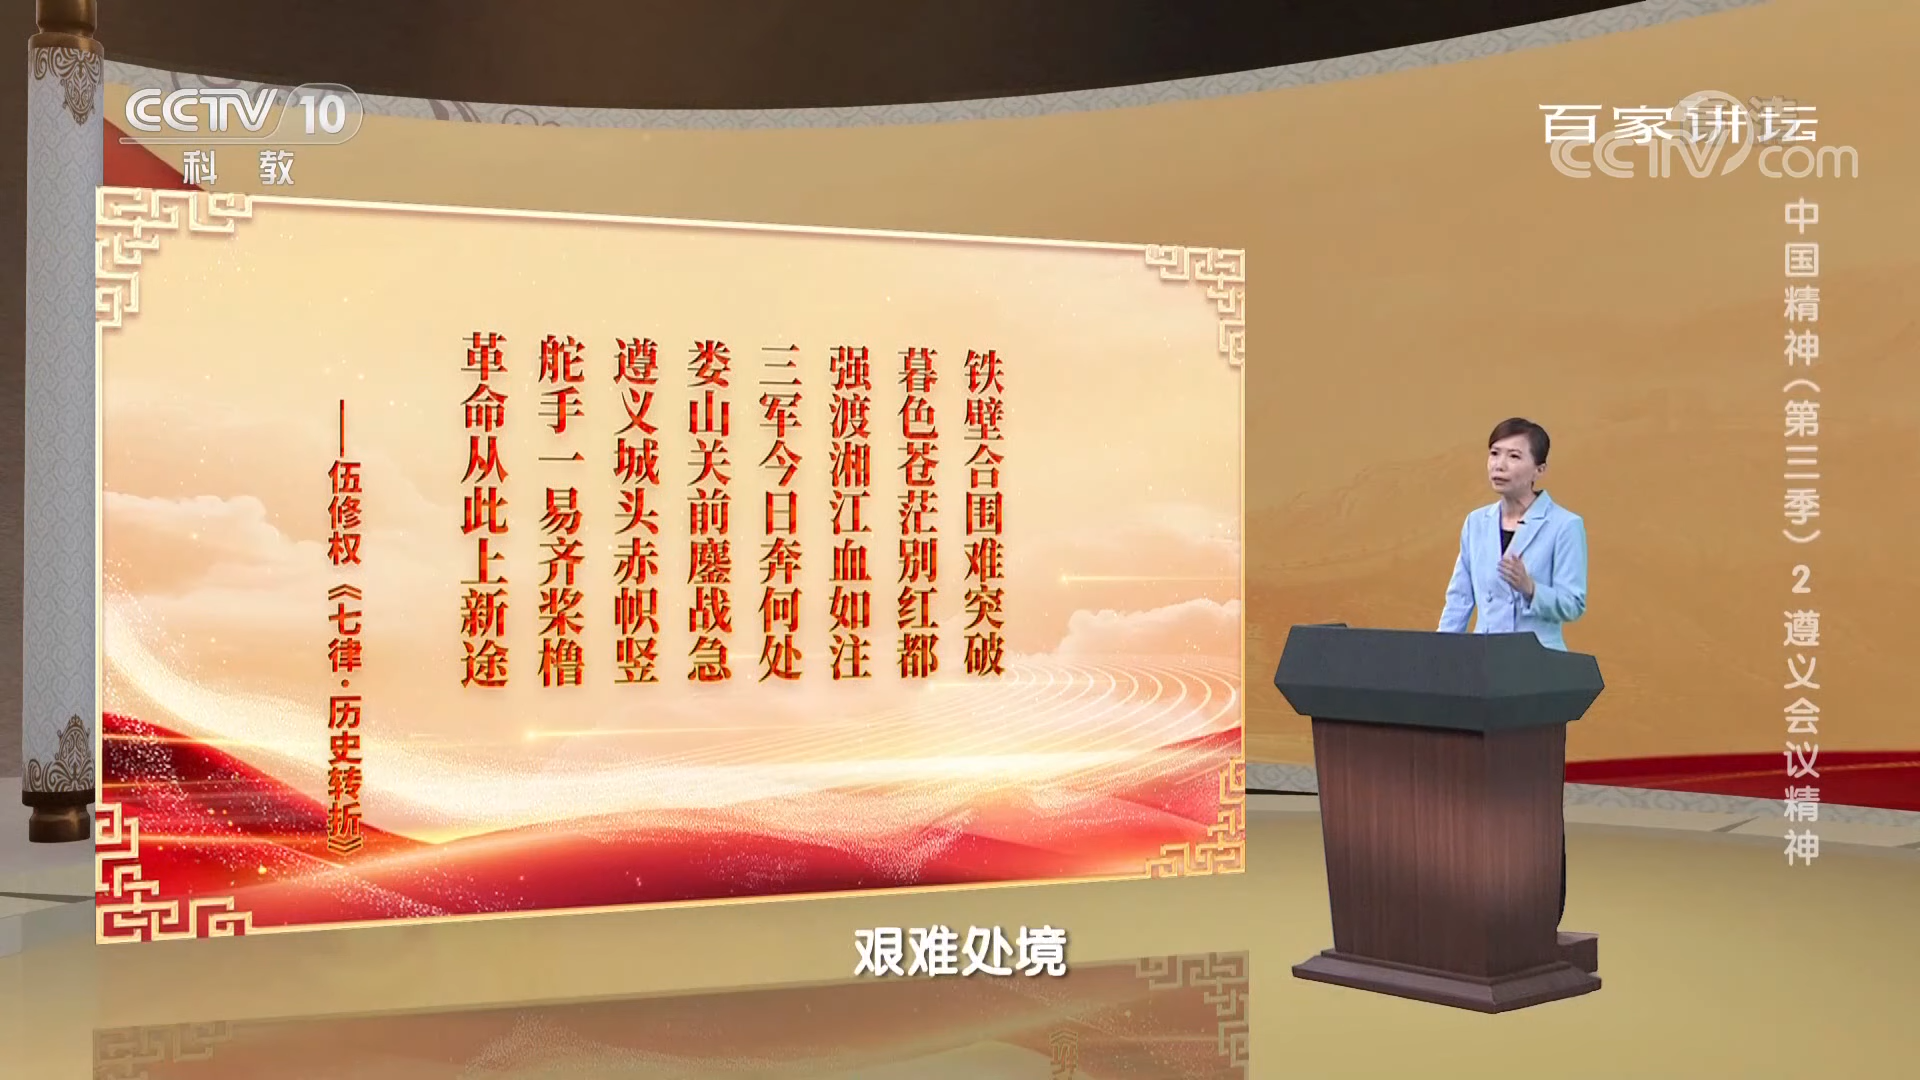 CCTV 10
科教
百家讲坛
CCTV.com
中国精神(第三季) 2 遵义会议精神
铁壁合围难突破
暮色苍茫别红都
强渡湘江血如注
三军今日奔何处
娄山关前鏖战急
遵义城头赤帜竖
舵手一易齐桨橹
革命从此上新途
——伍修权《七律·历史转折》
艰难处境